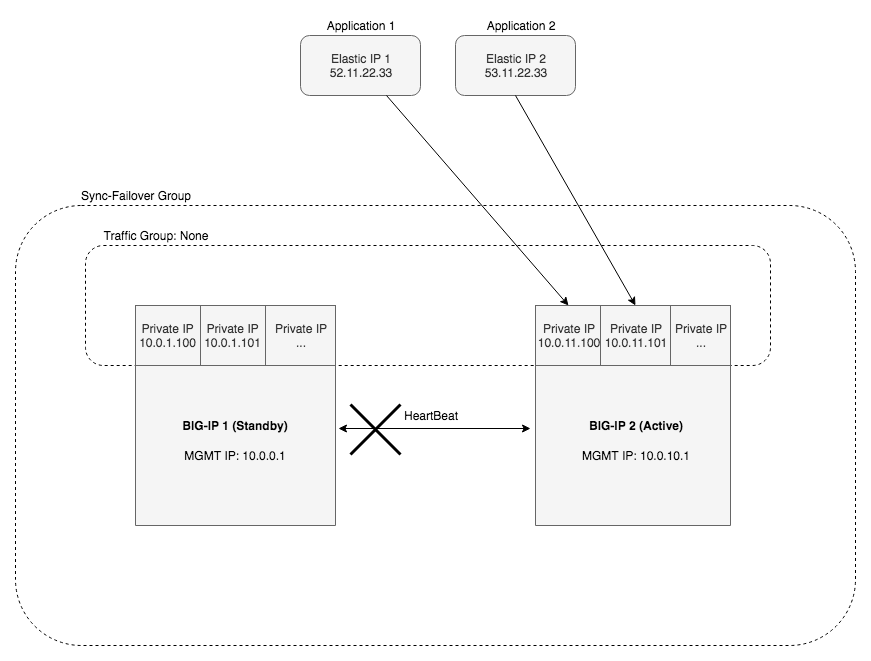 Application 1
Application 2
Elastic IP 1
52.11.22.33
Elastic IP 2
53.11.22.33
Sync-Failover Group
Traffic Group: None
Private IP
10.0.1.100
Private IP
10.0.1.101
Private IP
...
Private IP
10.0.11.100
Private IP
10.0.11.101
Private IP
...
HeartBeat
BIG-IP 1 (Standby)
MGMT IP: 10.0.0.1
BIG-IP 2 (Active)
MGMT IP: 10.0.10.1